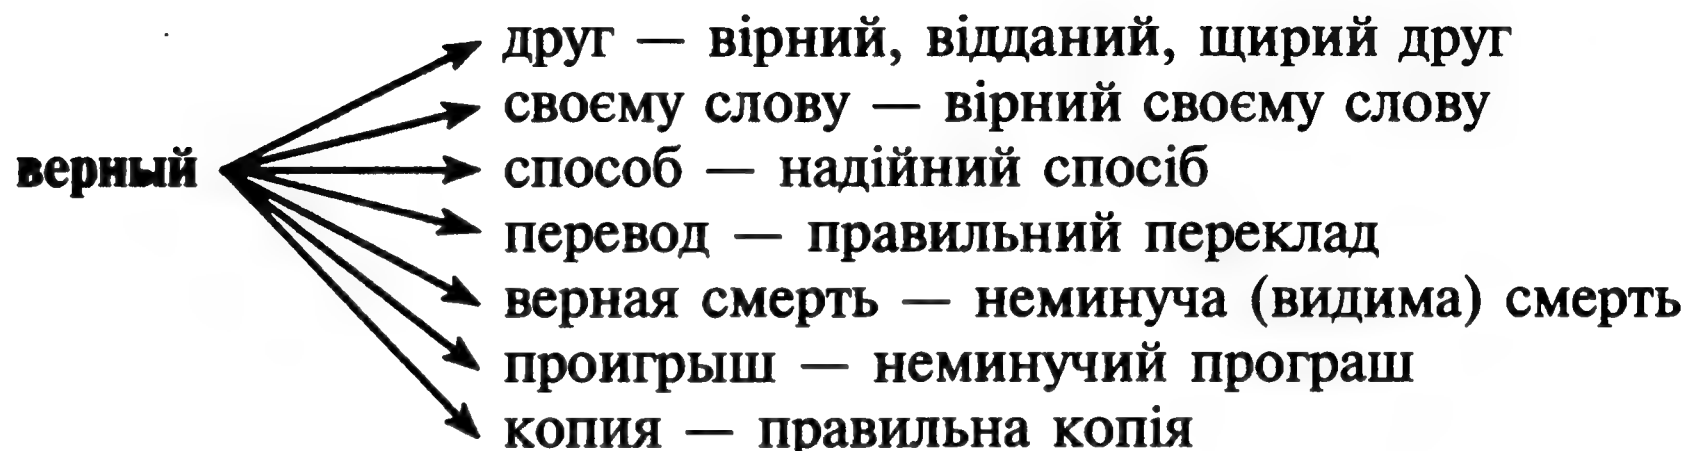 друг — вірний, відданий, щирий друг
своєму слову — вірний своєму слову
верный способ — надійний спосіб
перевод — правильний переклад
верная смерть — неминуча (видима) смерть
проигрыш — неминучий програш
копия — правильна копія